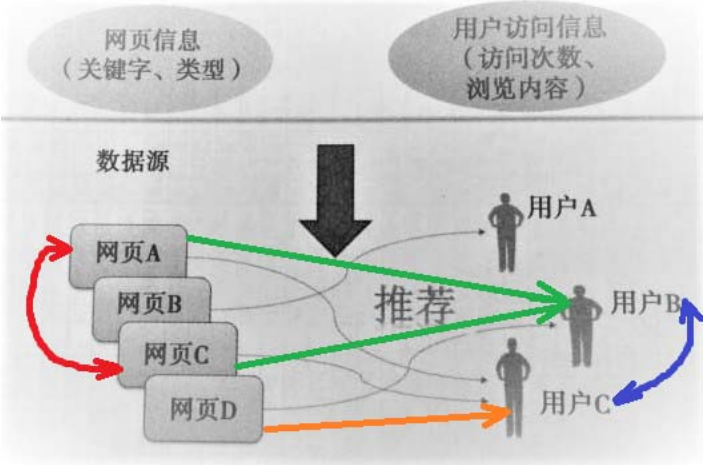 网页信息
（关键字、类型）
用户访问信息
（访问次数、
浏览内容）
数据源
网页A
网页B
网页C
网页D
推荐
用户A
用户B
用户C